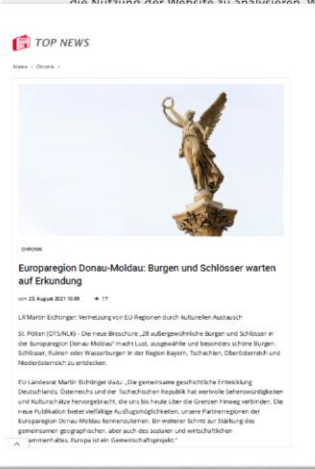 die Nutzung der Website zu analysieren. W
TOP NEWS
Home > Chronik >
CHRONIK
Europaregion Donau-Moldau: Burgen und Schlösser warten
auf Erkundung
von 23. August 2021 10:09 17
LR Martin Eichtinger: Vernetzung von EU-Regionen durch kulturellen Austausch
St. Pölten (OTS/NLK) - Die neue Broschüre „28 außergewöhnliche Burgen und Schlösser in
der Europaregion Donau-Moldau“ macht Lust, ausgewählte und besonders schöne Burgen,
Schlösser, Ruinen oder Wasserburgen in der Region Bayern, Tschechien, Oberösterreich und
Niederösterreich zu entdecken.
EU-Landesrat Martin Eichtinger dazu: „Die gemeinsame geschichtliche Entwicklung
Deutschlands, Österreichs und der Tschechischen Republik hat wertvolle Sehenswürdigkeiten
und Kulturschätze hervorgebracht, die uns bis heute über die Grenzen hinweg verbinden. Die
neue Publikation bietet vielfältige Ausflugsmöglichkeiten, unsere Partnerregionen der
Europaregion Donau-Moldau kennenzulernen. Ein weiterer Schritt zur Stärkung des
gemeinsamen geographischen, aber auch des sozialen und wirtschaftlichen
ammenhaltes. Europa ist ein Gemeinschaftsprojekt.“